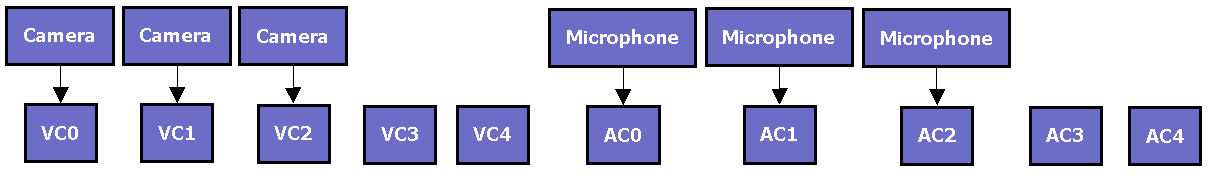 Camera
Camera
Camera
Microphone
Microphone
Microphone
VC0
VC1
VC2
VC3
VC4
AC0
AC1
AC2
AC3
AC4